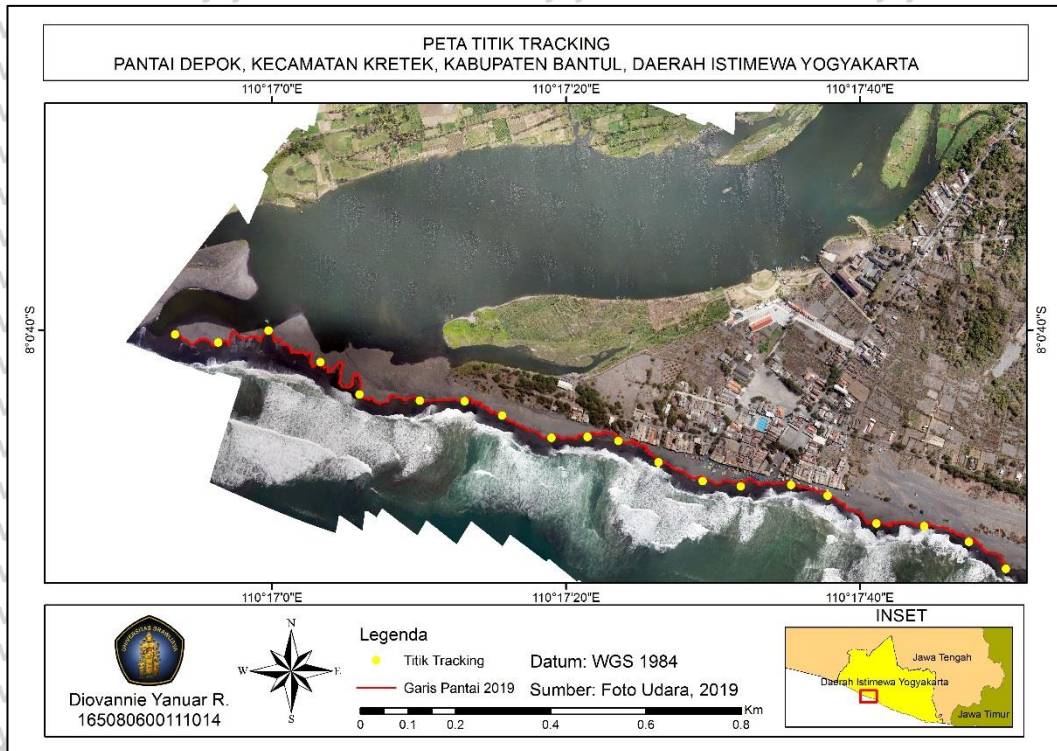 PETA TITIK TRACKING
PANTAI DEPOK, KECAMATAN KRETEK, KABUPATEN BANTUL, DAERAH ISTIMEWA YOGYAKARTA
110°17'0"E
110°17'20"E
110°17'40"E
8°0'40"S
8°0'40"S
110°17'0"E
110°17'20"E
110°17'40"E
UNIVERSITAS BRAWIJAYA
Diovannie Yanuar R.
165080600111014
N
W
E
S
Legenda
Titik Tracking
Garis Pantai 2019
Datum: WGS 1984
Sumber: Foto Udara, 2019
Km
0 0.1 0.2 0.4 0.6 0.8
INSET
Jawa Tengah
Daerah Istimewa Yogyakarta
Jawa Timur